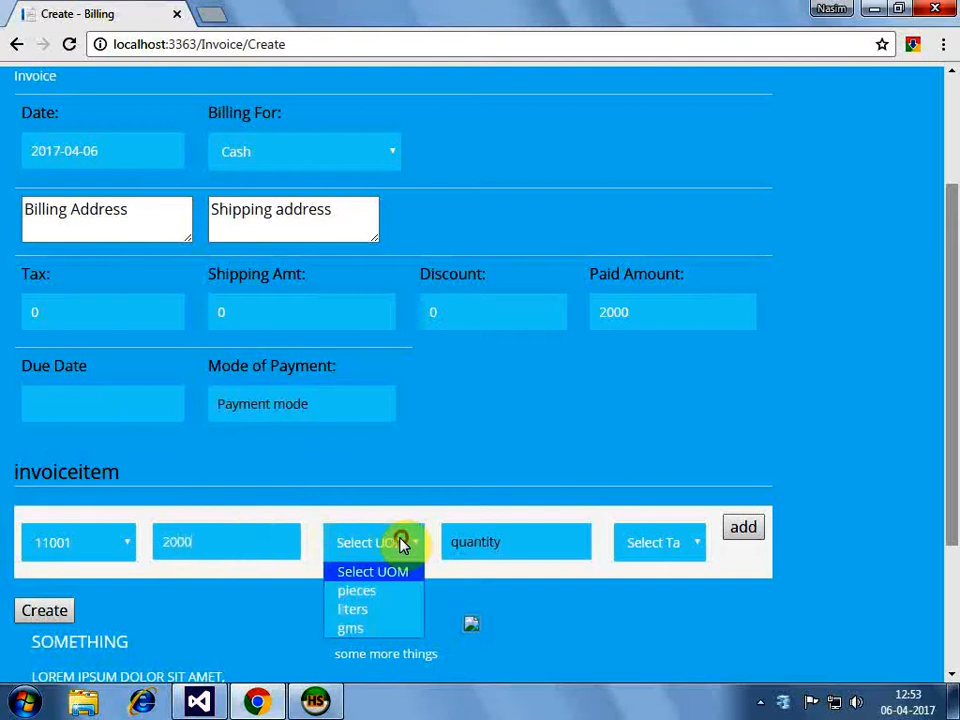 Create - Billing
Nasim
localhost:3363/Invoice/Create
Invoice
Date: Billing For:
2017-04-06 Cash
Billing Address Shipping address
Tax: Shipping Amt: Discount: Paid Amount:
0 0 0 2000
Due Date Mode of Payment:
Payment mode
invoiceitem
11001 2000 Select quantity Select Ta add
Select UOM
pieces
liters
gms
Create
SOMETHING
some more things
LOREM IPSUM DOLOR SIT AMET,
HS
12:53
06-04-2017